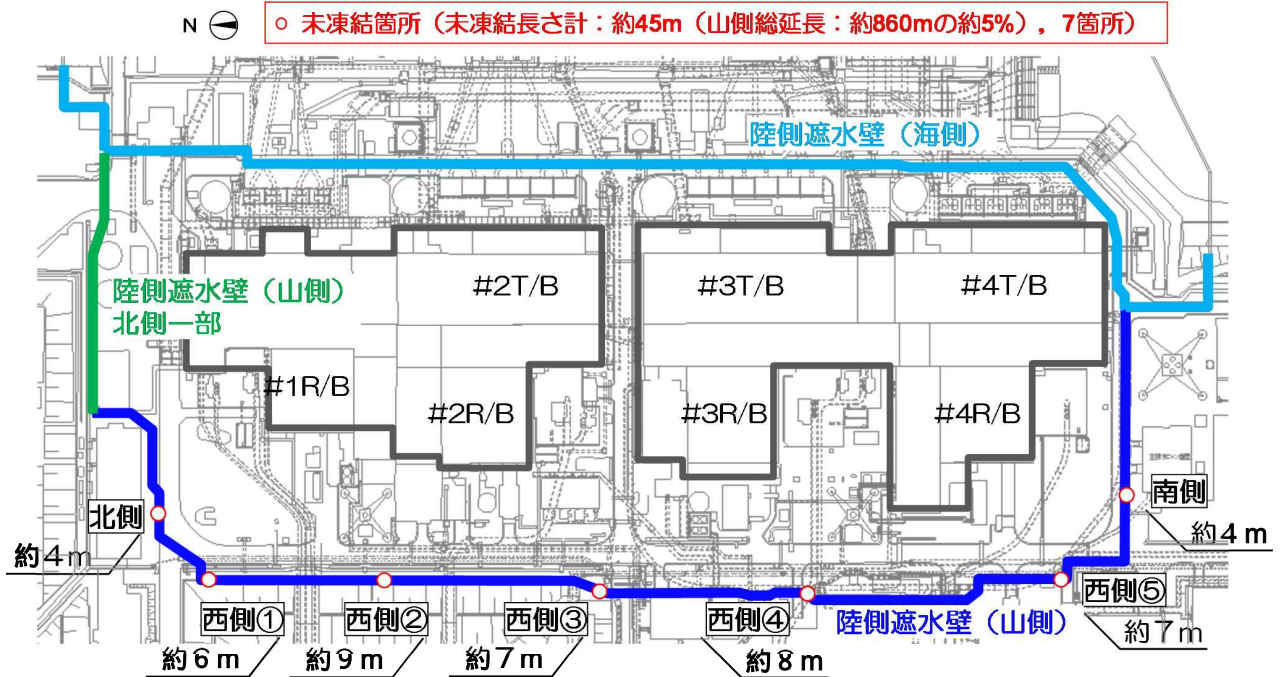 N
未凍結箇所（未凍結長さ計：約45m（山側総延長：約860mの約5%），7箇所）
陸側遮水壁（海側）
陸側遮水壁（山側）
北側一部
#2T/B
#3T/B
#4T/B
#1R/B
#2R/B
#3R/B
#4R/B
北側
約4m
南側
約4m
西側①
約6m
西側②
約9m
西側③
約7m
西側④
約8m
陸側遮水壁（山側）
西側⑤
約7m